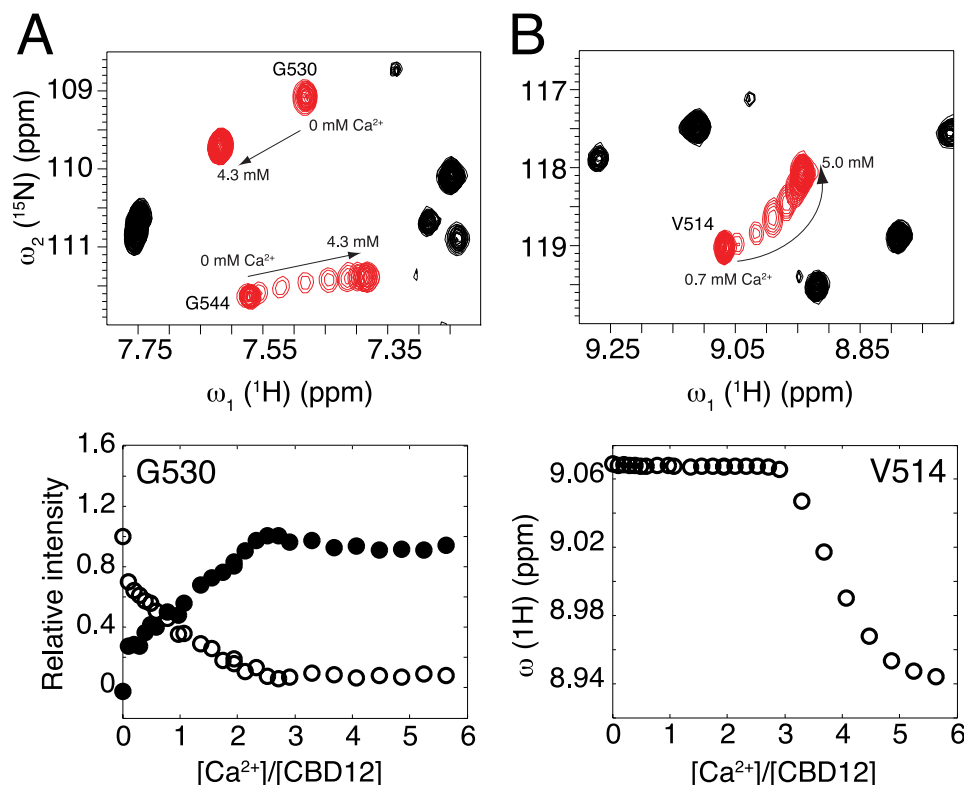 A
G530
0 mM Ca²⁺
4.3 mM
0 mM Ca²⁺
4.3 mM
G544
109
110
111
ω₂ (¹⁵N) (ppm)
7.75
7.55
7.35
ω₁ (¹H) (ppm)
B
5.0 mM
V514
0.7 mM Ca²⁺
117
118
119
9.25
9.05
8.85
ω₁ (¹H) (ppm)
G530
1.6
1.2
0.8
0.4
0
Relative intensity
0
1
2
3
4
5
6
[Ca²⁺]/[CBD12]
V514
9.06
9.02
8.98
8.94
ω (1H) (ppm)
0
1
2
3
4
5
6
[Ca²⁺]/[CBD12]